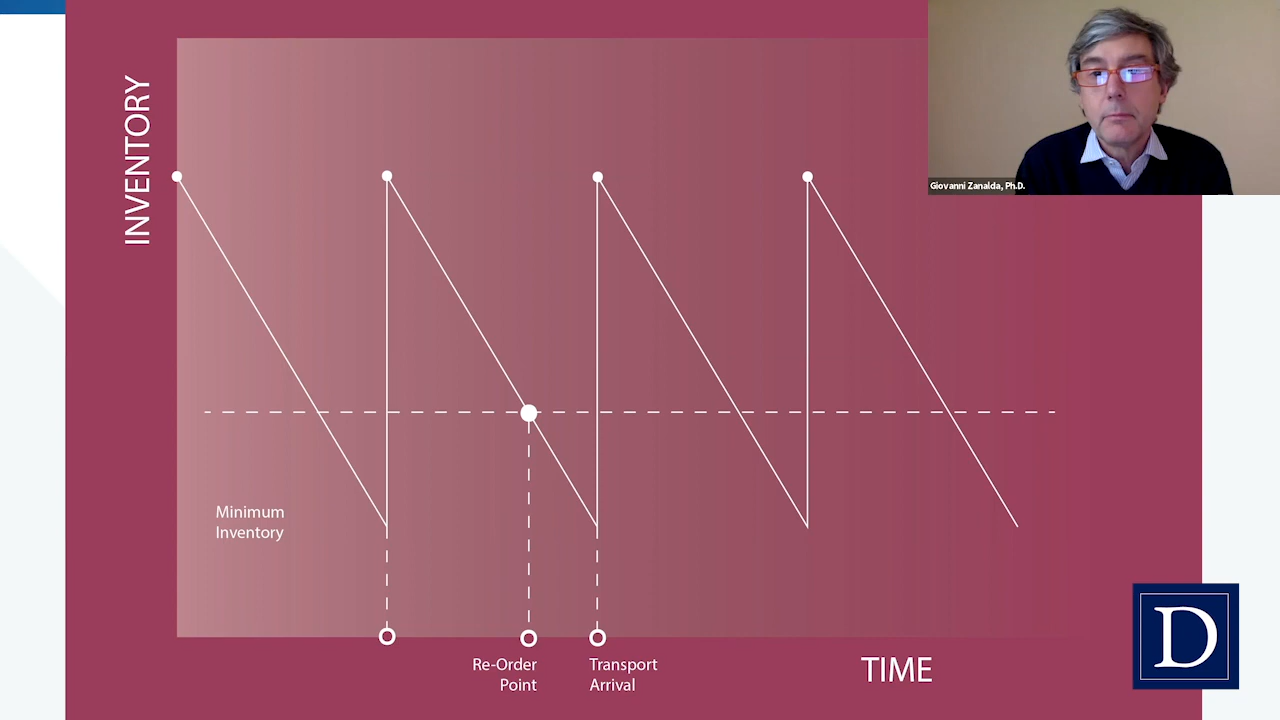 INVENTORY
Giovanni Zanalda, Ph.D.
Minimum
Inventory
Re-Order
Point
Transport
Arrival
TIME
D